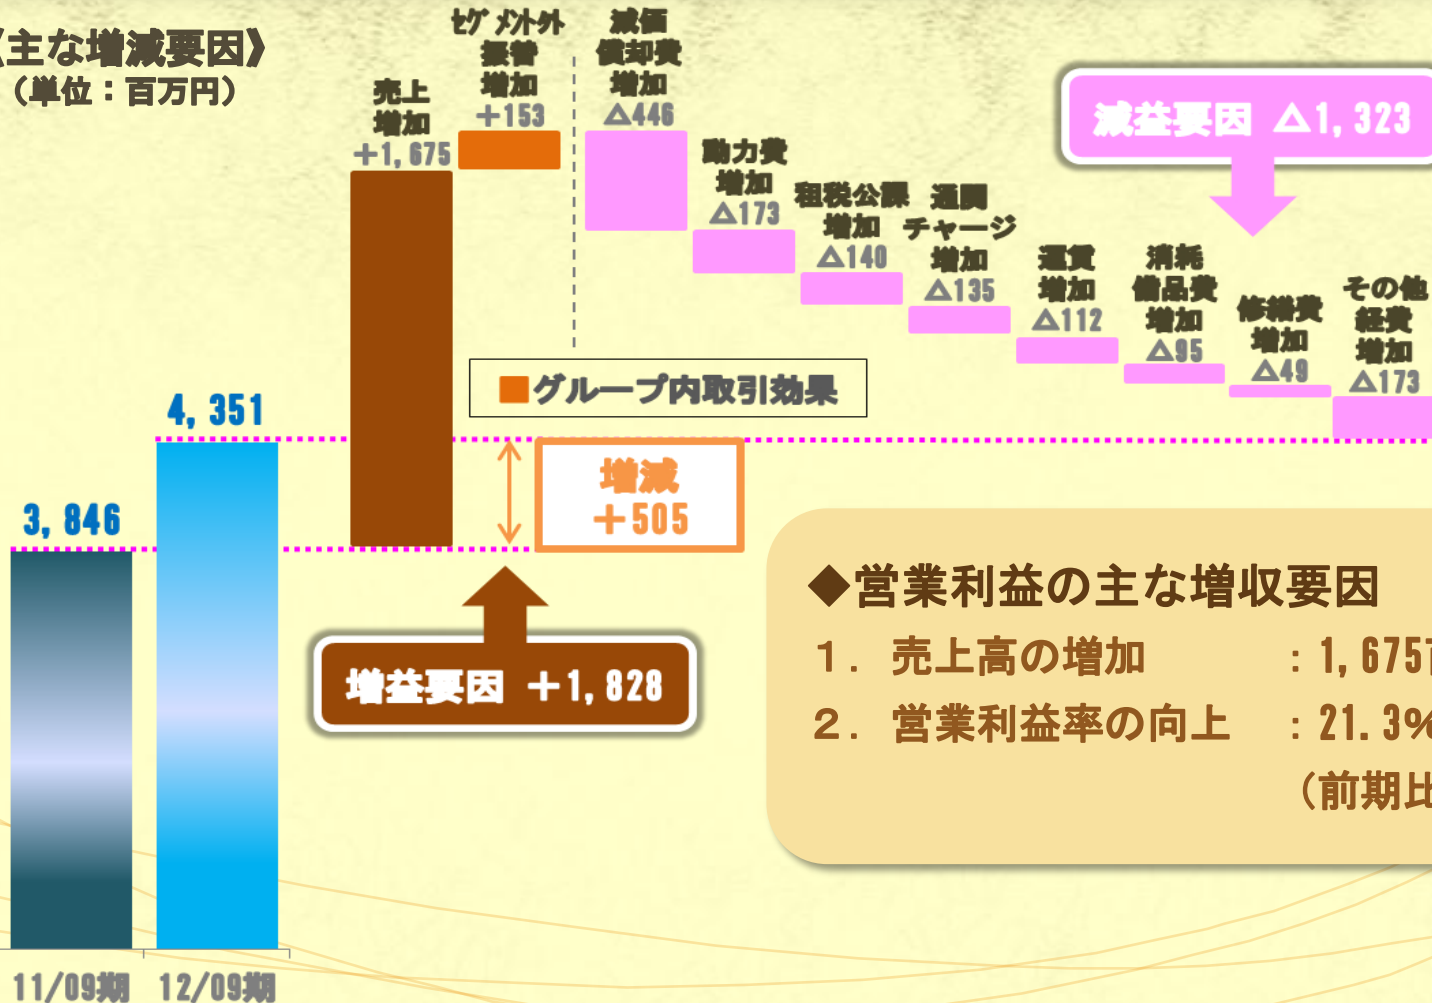 《主な増減要因》
（単位：百万円）
売上
増加
＋1,675
ｾｸﾞﾒﾝﾄ外
振替
増加
＋153
減価
償却費
増加
△446
動力費
増加
△173
租税公課
増加
△140
通関
チャージ
増加
△135
運賃
増加
△112
消耗
備品費
増加
△95
修繕費
増加
△49
その他
経費
増加
△173
減益要因 △1,323
グループ内取引効果
4,351
3,846
増減
＋505
増益要因 ＋1,828
◆営業利益の主な増収要因
１．売上高の増加 ：1,675百
２．営業利益率の向上 ：21.3%
（前期比
11/09期
12/09期